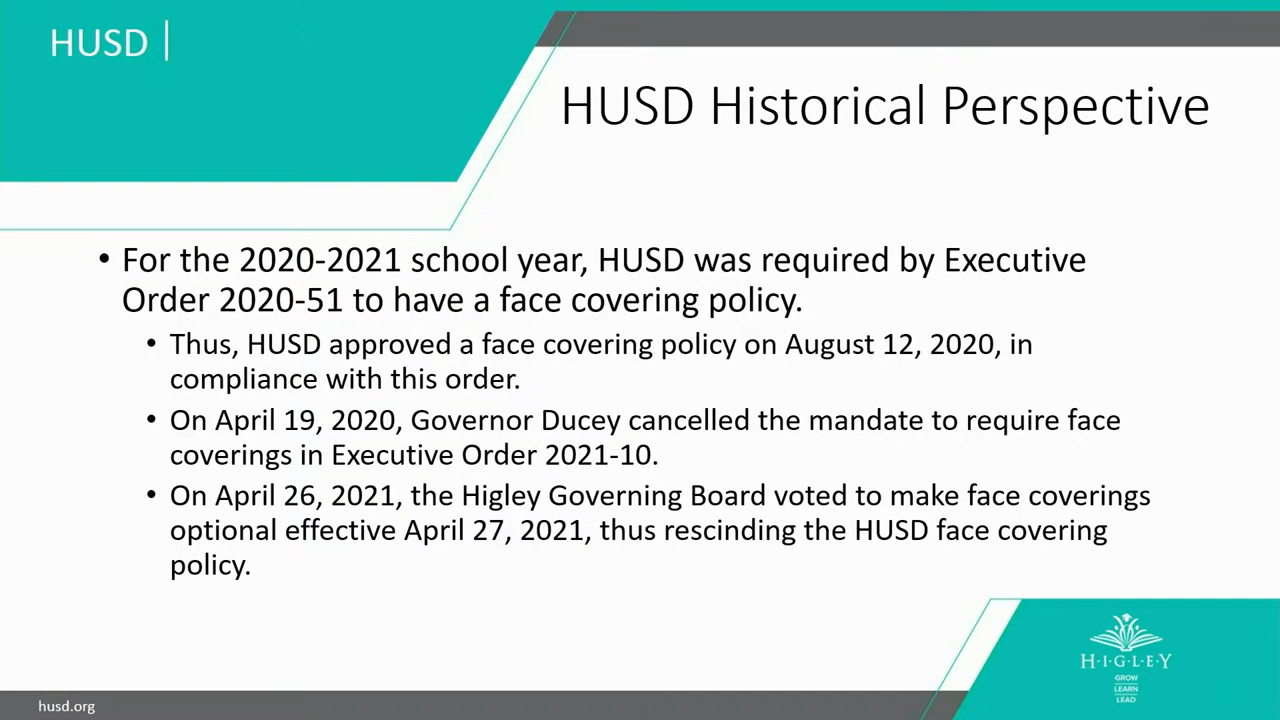 HUSD |
HUSD Historical Perspective
• For the 2020-2021 school year, HUSD was required by Executive
Order 2020-51 to have a face covering policy.
• Thus, HUSD approved a face covering policy on August 12, 2020, in
compliance with this order.
• On April 19, 2020, Governor Ducey cancelled the mandate to require face
coverings in Executive Order 2021-10.
• On April 26, 2021, the Higley Governing Board voted to make face coverings
optional effective April 27, 2021, thus rescinding the HUSD face covering
policy.
H·I·G·L·E·Y
GROW
LEARN
LEAD
husd.org